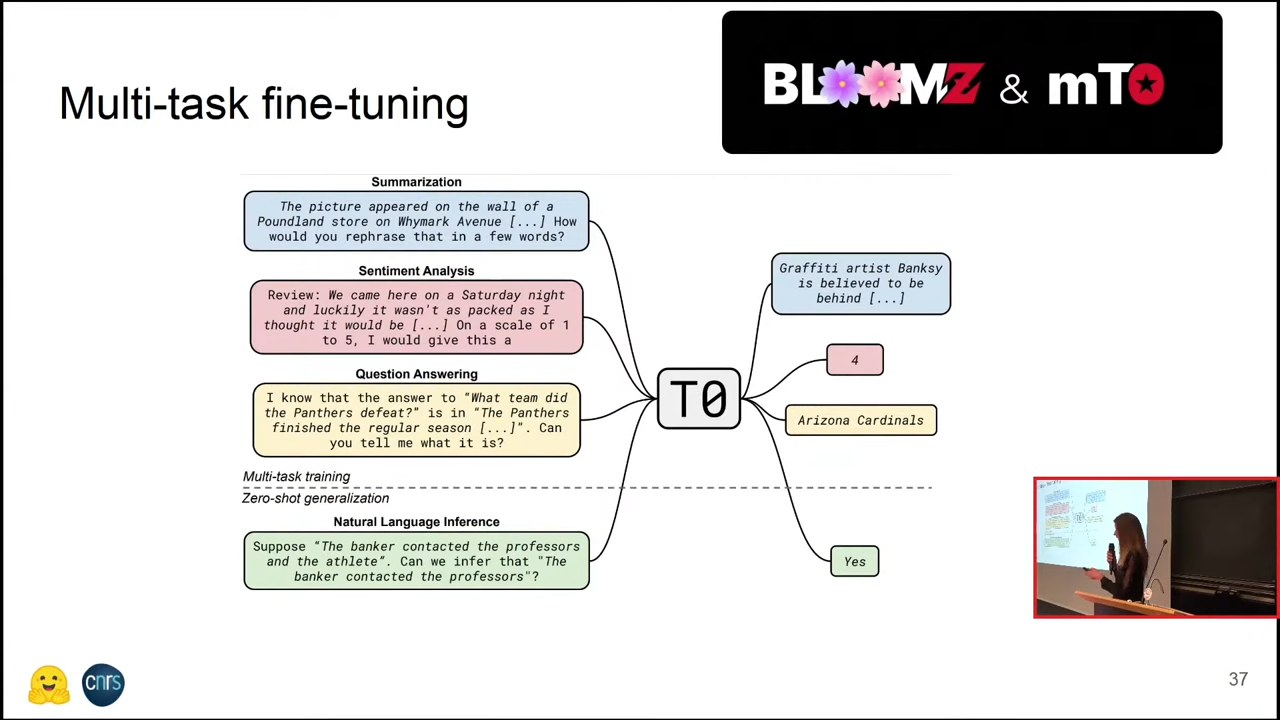 Multi-task fine-tuning
BLOOMZ & mT0
Summarization
The picture appeared on the wall of a
Poundland store on Whymark Avenue [...] How
would you rephrase that in a few words?
Sentiment Analysis
Review: We came here on a Saturday night
and luckily it wasn't as packed as I
thought it would be [...] On a scale of 1
to 5, I would give this a
Question Answering
I know that the answer to “What team did
the Panthers defeat?” is in “The Panthers
finished the regular season [...]”. Can
you tell me what it is?
Multi-task training
Zero-shot generalization
Natural Language Inference
Suppose “The banker contacted the professors
and the athlete”. Can we infer that "The
banker contacted the professors"?
T0
Graffiti artist Banksy
is believed to be
behind [...]
4
Arizona Cardinals
Yes
cnrs
37